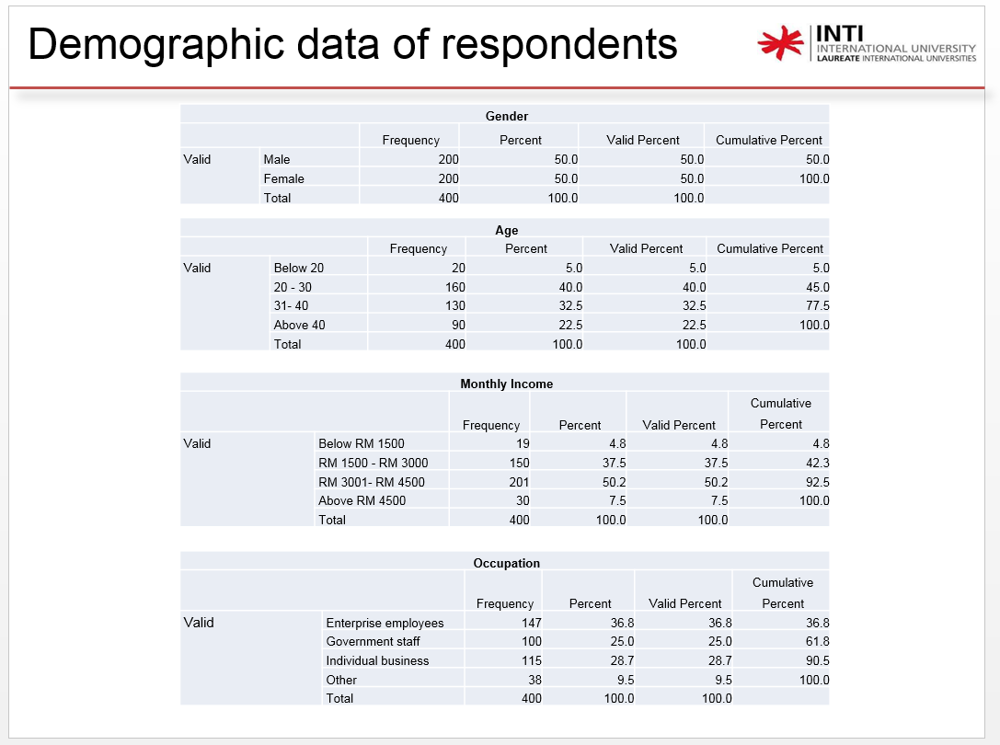 Demographic data of respondents
INTI
INTERNATIONAL UNIVERSITY
LAUREATE INTERNATIONAL UNIVERSITIES
Gender
Frequency Percent Valid Percent Cumulative Percent
Valid Male 200 50.0 50.0 50.0
Female 200 50.0 50.0 100.0
Total 400 100.0 100.0
Age
Frequency Percent Valid Percent Cumulative Percent
Valid Below 20 20 5.0 5.0 5.0
20 - 30 160 40.0 40.0 45.0
31- 40 130 32.5 32.5 77.5
Above 40 90 22.5 22.5 100.0
Total 400 100.0 100.0
Monthly Income
Cumulative
Frequency Percent Valid Percent Percent
Valid Below RM 1500 19 4.8 4.8 4.8
RM 1500 - RM 3000 150 37.5 37.5 42.3
RM 3001- RM 4500 201 50.2 50.2 92.5
Above RM 4500 30 7.5 7.5 100.0
Total 400 100.0 100.0
Occupation
Cumulative
Frequency Percent Valid Percent Percent
Valid Enterprise employees 147 36.8 36.8 36.8
Government staff 100 25.0 25.0 61.8
Individual business 115 28.7 28.7 90.5
Other 38 9.5 9.5 100.0
Total 400 100.0 100.0